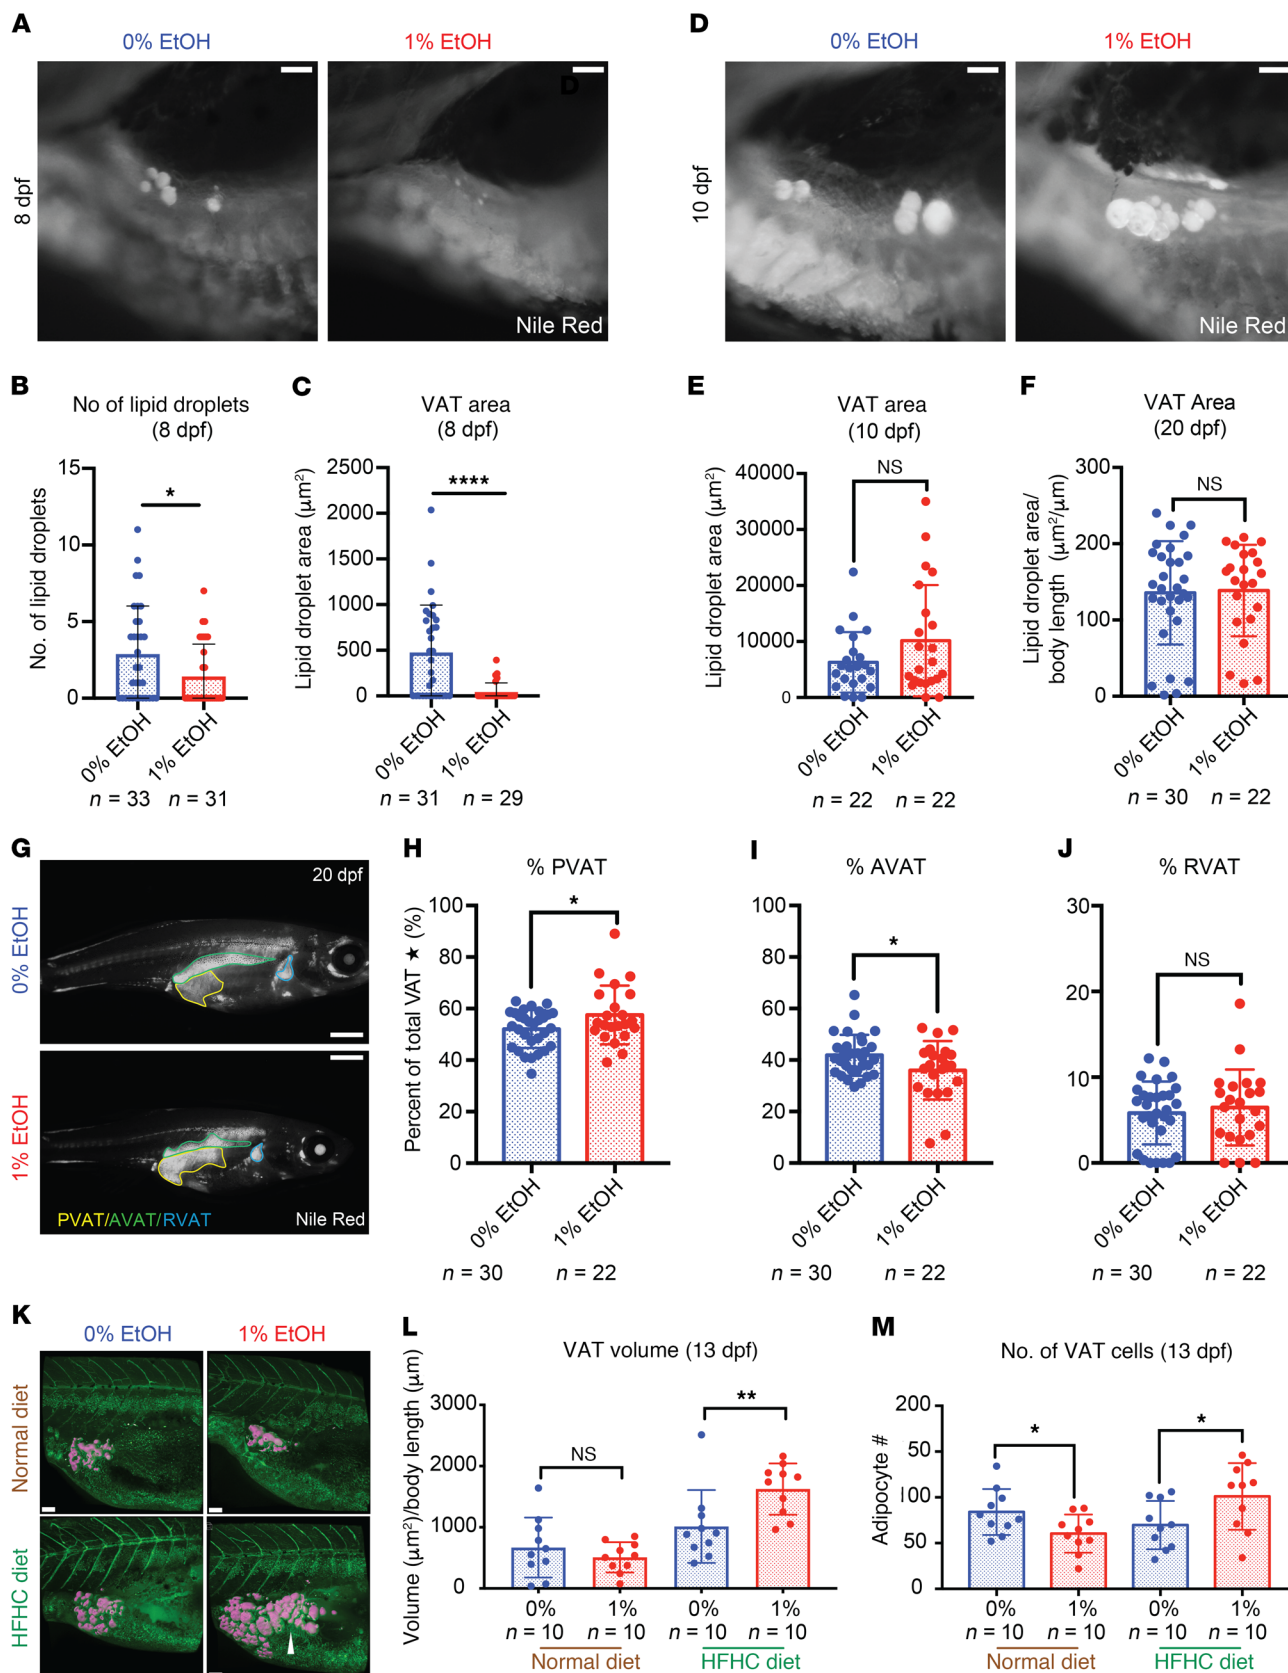 A
0% EtOH
1% EtOH
D
8 dpf
Nile Red
D
0% EtOH
1% EtOH
10 dpf
Nile Red
B
No of lipid droplets
(8 dpf)
No. of lipid droplets
15
10
5
0
*
0% EtOH
1% EtOH
n = 33
n = 31
C
VAT area
(8 dpf)
Lipid droplet area (μm²)
2500
2000
1500
1000
500
0
****
0% EtOH
1% EtOH
n = 31
n = 29
E
VAT area
(10 dpf)
Lipid droplet area (μm²)
40000
30000
20000
10000
0
NS
0% EtOH
1% EtOH
n = 22
n = 22
F
VAT Area
(20 dpf)
Lipid droplet area/
body length (μm²/μm)
300
200
100
0
NS
0% EtOH
1% EtOH
n = 30
n = 22
G
0% EtOH
20 dpf
1% EtOH
PVAT/AVAT/RVAT
Nile Red
H
% PVAT
Percent of total VAT ★ (%)
100
80
60
40
20
0
*
0% EtOH
1% EtOH
n = 30
n = 22
I
% AVAT
100
80
60
40
20
0
*
0% EtOH
1% EtOH
n = 30
n = 22
J
% RVAT
30
20
10
0
NS
0% EtOH
1% EtOH
n = 30
n = 22
K
0% EtOH
1% EtOH
Normal diet
HFHC diet
L
VAT volume (13 dpf)
Volume (μm²)/body length (μm)
3000
2000
1000
0
NS
**
0%
1%
0%
1%
n = 10
n = 10
n = 10
n = 10
Normal diet
HFHC diet
M
No. of VAT cells (13 dpf)
Adipocyte #
200
50
100
50
0
*
*
0%
1%
0%
1%
n = 10
n = 10
n = 10
n = 10
Normal diet
HFHC diet